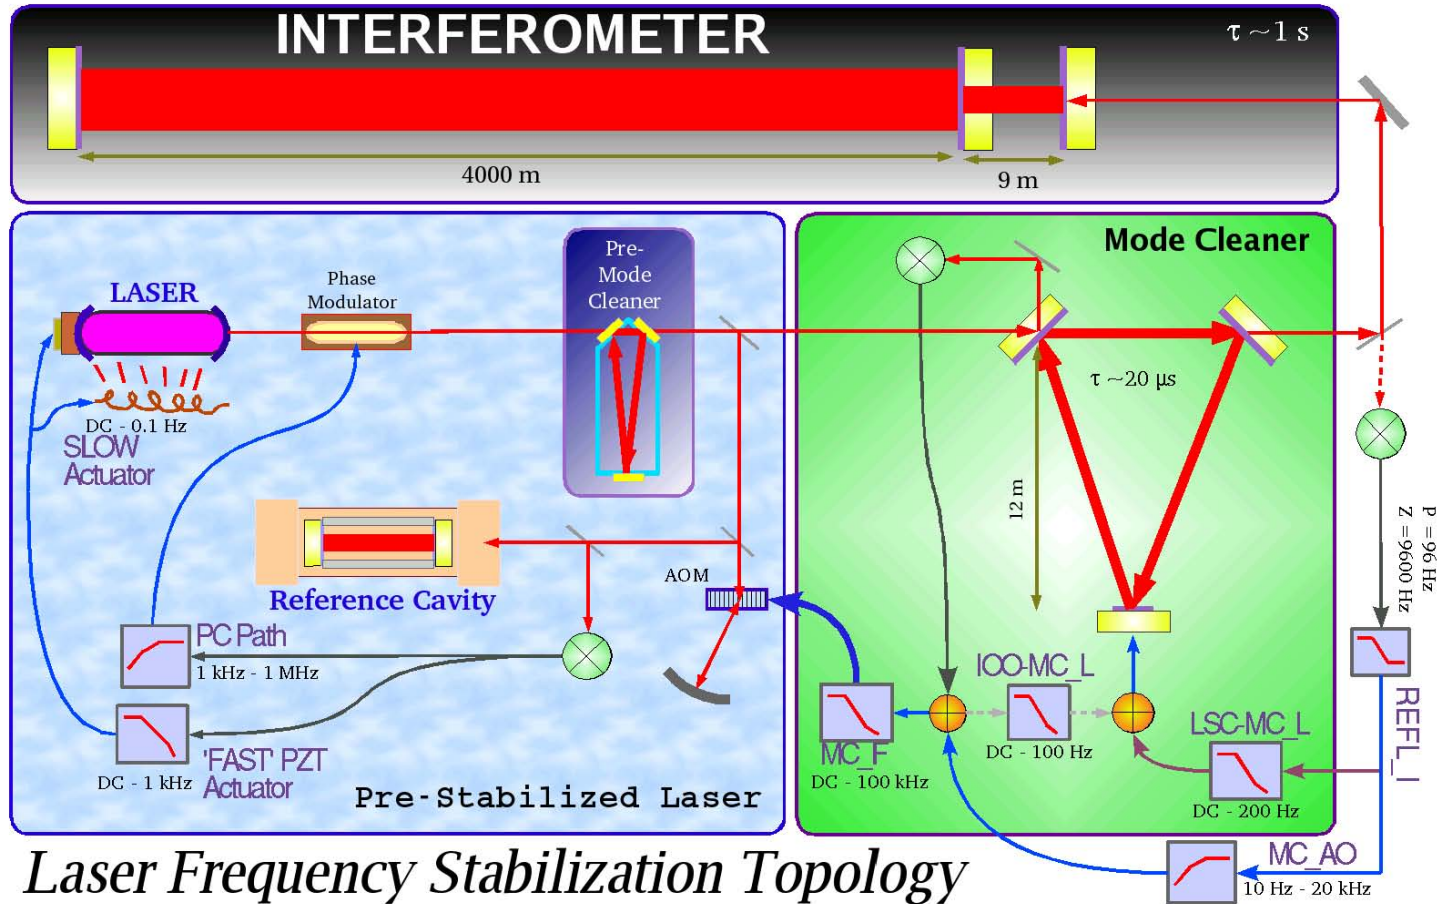 INTERFEROMETER
τ ~1 s
4000 m
9 m
Pre-
Mode
Cleaner
Mode Cleaner
LASER
Phase
Modulator
DC - 0.1 Hz
SLOW
Actuator
τ ~20 µs
12 m
P = 96 Hz
Z = 9600 Hz
AOM
Reference Cavity
PC Path
1 kHz - 1 MHz
IOO-MC_L
DC - 100 Hz
LSC-MC_L
DC - 200 Hz
REFL_I
MC_F
DC - 100 kHz
'FAST' PZT
Actuator
DC - 1 kHz
Pre-Stabilized Laser
MC_AO
10 Hz - 20 kHz
Laser Frequency Stabilization Topology